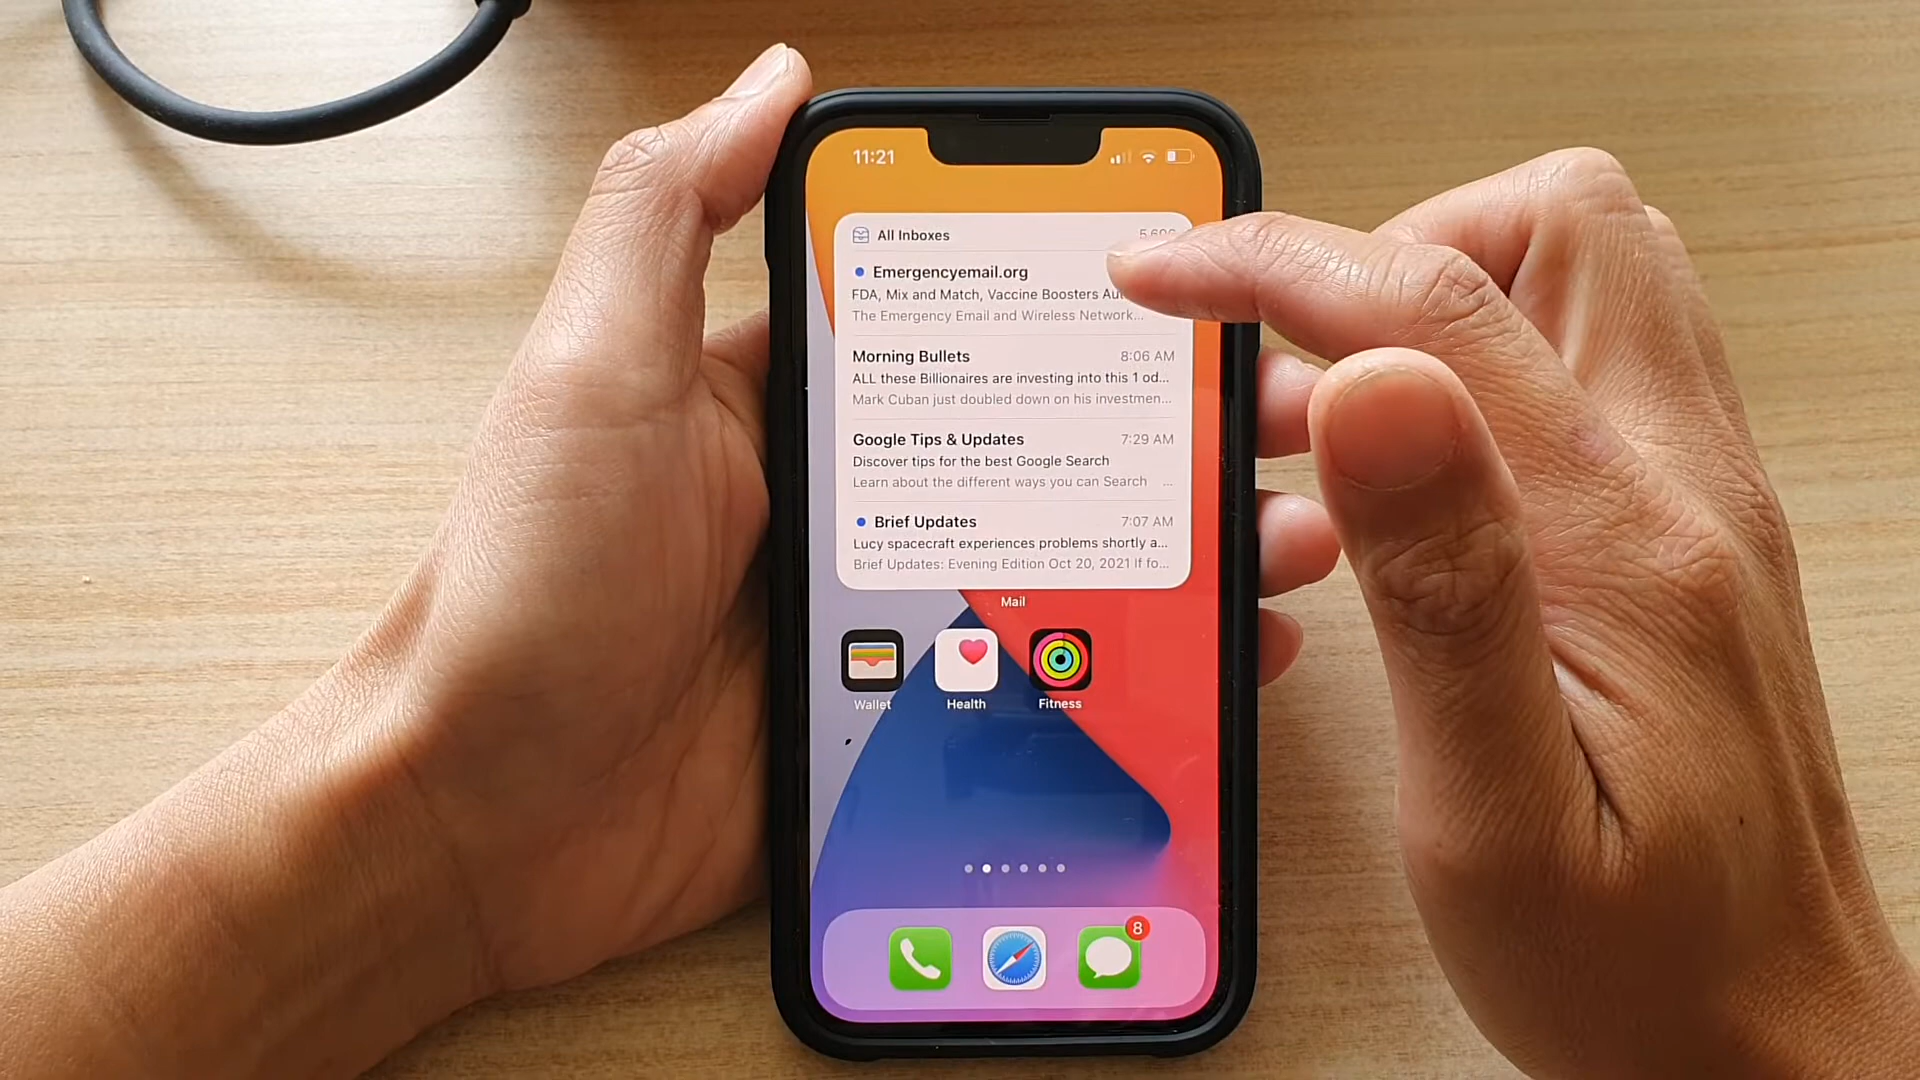 11:21
All Inboxes
Emergencyemail.org
FDA, Mix and Match, Vaccine Boosters
The Emergency Email and Wireless Network...
Morning Bullets 8:06 AM
ALL these Billionaires are investing into this 1 od...
Mark Cuban just doubled down on his investmen...
Google Tips & Updates 7:29 AM
Discover tips for the best Google Search
Learn about the different ways you can Search ...
Brief Updates 7:07 AM
Lucy spacecraft experiences problems shortly a...
Brief Updates: Evening Edition Oct 20, 2021 If fo...
Mail
Wallet Health Fitness
8